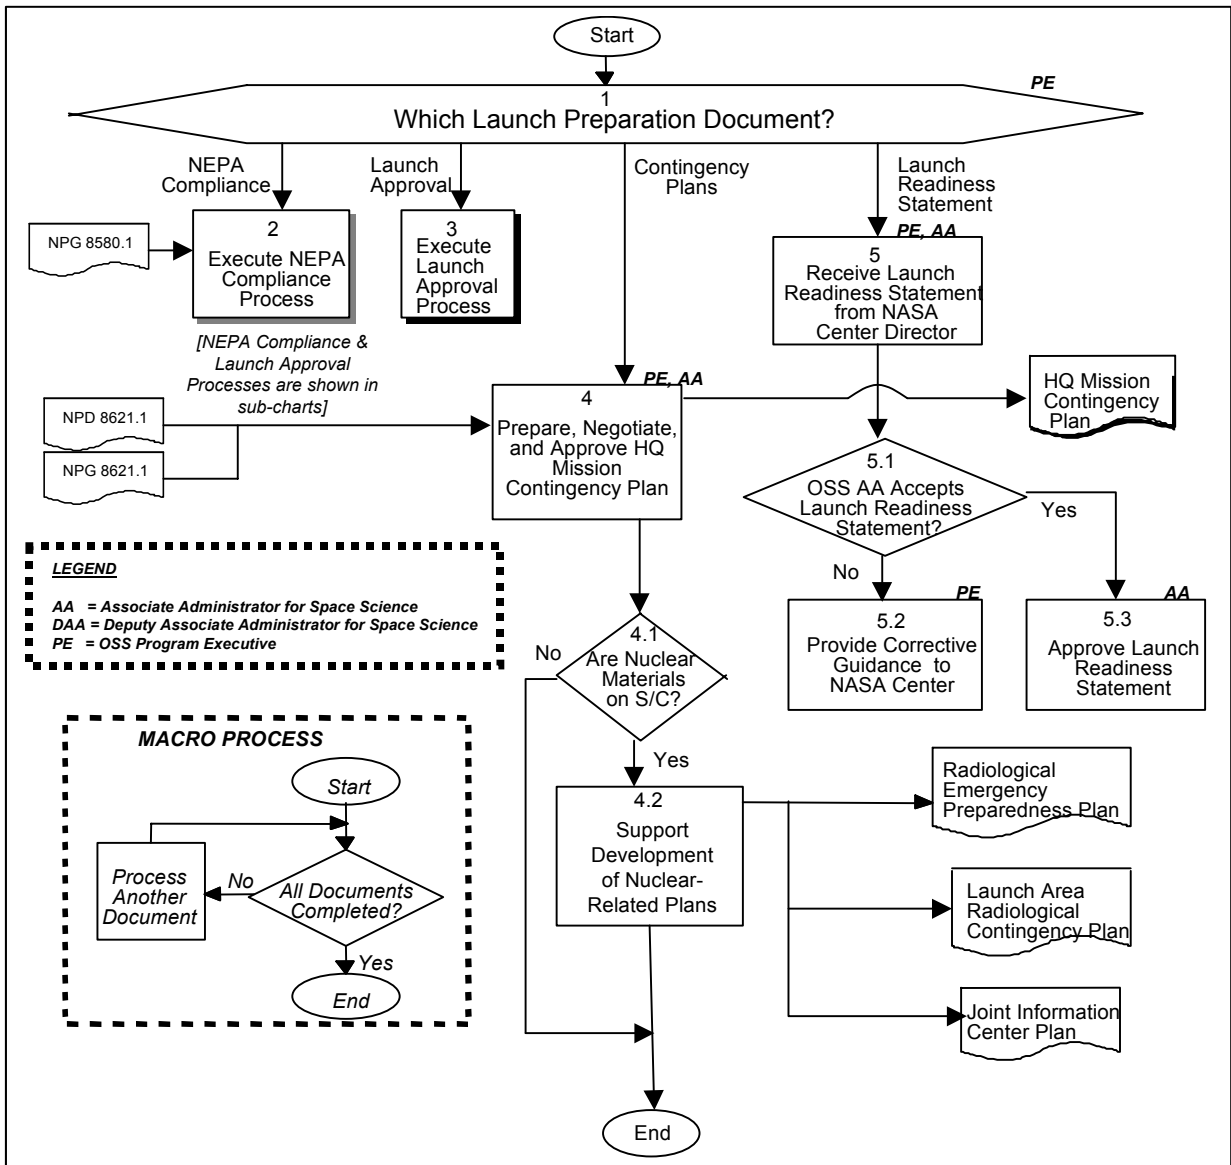 Start
PE
1
Which Launch Preparation Document?
NEPA
Compliance
Launch
Approval
Contingency
Plans
Launch
Readiness
Statement
NPG 8580.1
2
Execute NEPA
Compliance
Process
3
Execute
Launch
Approval
Process
PE, AA
5
Receive Launch
Readiness Statement
from NASA
Center Director
[NEPA Compliance &
Launch Approval
Processes are shown in
sub-charts]
PE, AA
4
Prepare, Negotiate,
and Approve HQ
Mission
Contingency Plan
HQ Mission
Contingency
Plan
NPD 8621.1
NPG 8621.1
5.1
OSS AA Accepts
Launch Readiness
Statement?
Yes
No
LEGEND
AA = Associate Administrator for Space Science
DAA = Deputy Associate Administrator for Space Science
PE = OSS Program Executive
PE
5.2
Provide Corrective
Guidance to
NASA Center
AA
5.3
Approve Launch
Readiness
Statement
4.1
Are Nuclear
Materials
on S/C?
No
Yes
4.2
Support
Development
of Nuclear-
Related Plans
Radiological
Emergency
Preparedness Plan
Launch Area
Radiological
Contingency Plan
Joint Information
Center Plan
End
MACRO PROCESS
Start
Process
Another
Document
No
All Documents
Completed?
Yes
End